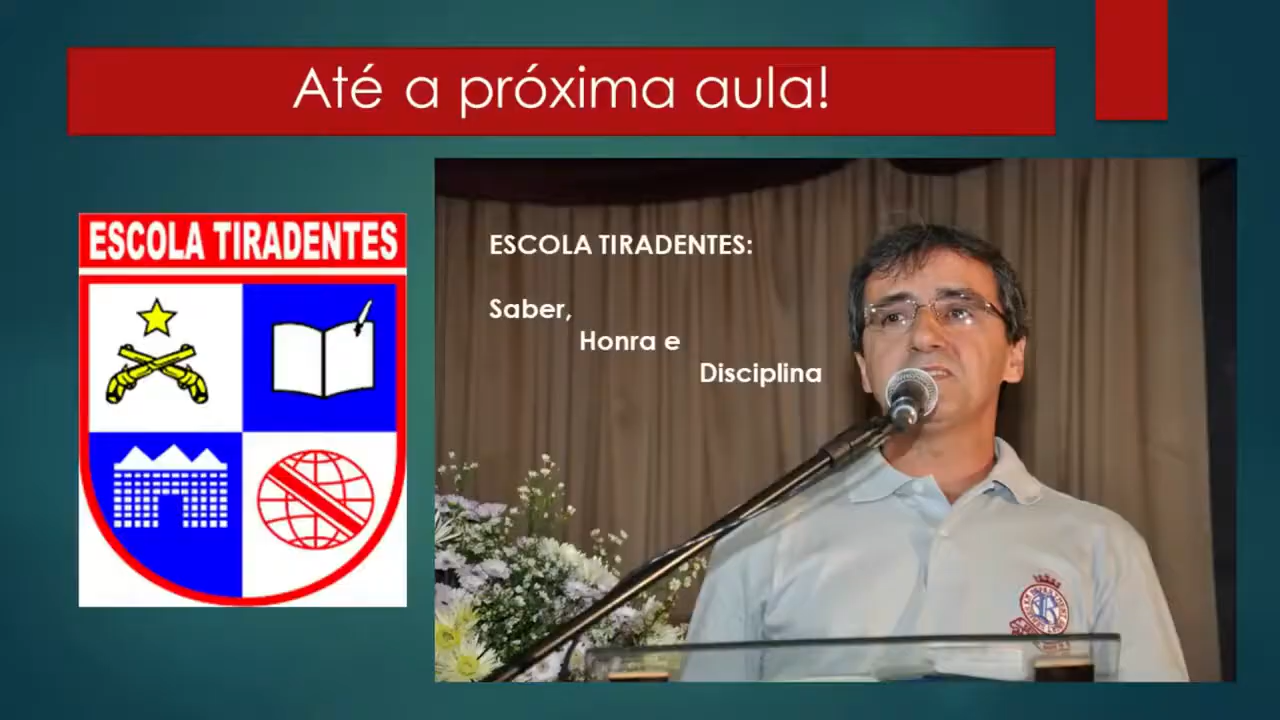 Até a próxima aula!
ESCOLA TIRADENTES
ESCOLA TIRADENTES:
Saber,
Honra e
Disciplina